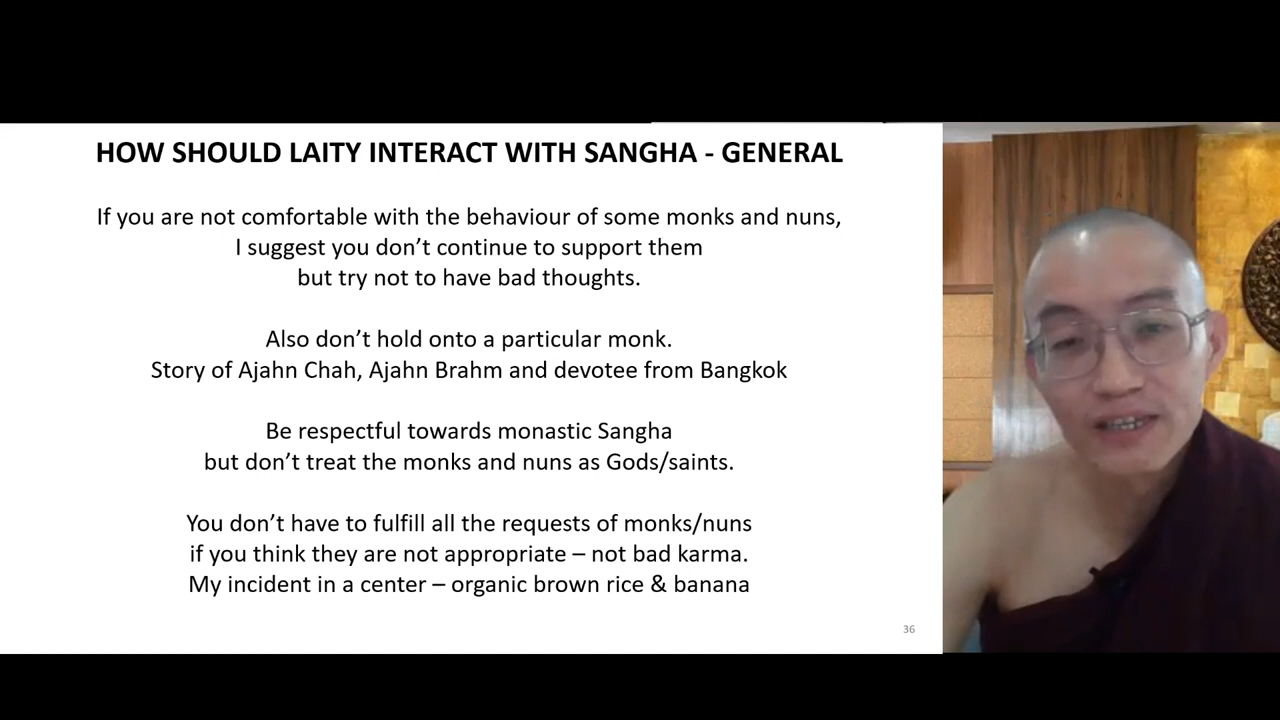 HOW SHOULD LAITY INTERACT WITH SANGHA - GENERAL
If you are not comfortable with the behaviour of some monks and nuns,
I suggest you don’t continue to support them
but try not to have bad thoughts.
Also don’t hold onto a particular monk.
Story of Ajahn Chah, Ajahn Brahm and devotee from Bangkok
Be respectful towards monastic Sangha
but don’t treat the monks and nuns as Gods/saints.
You don’t have to fulfill all the requests of monks/nuns
if you think they are not appropriate – not bad karma.
My incident in a center – organic brown rice & banana
36